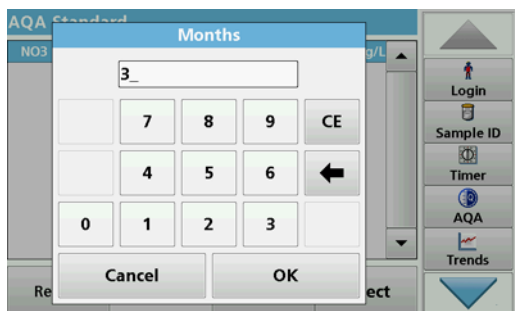 AQA Standard
Months
NO3
g/L
3_
7 8 9 CE
4 5 6
0 1 2 3
Cancel OK
Re
ect
Login
Sample ID
Timer
AQA
Trends